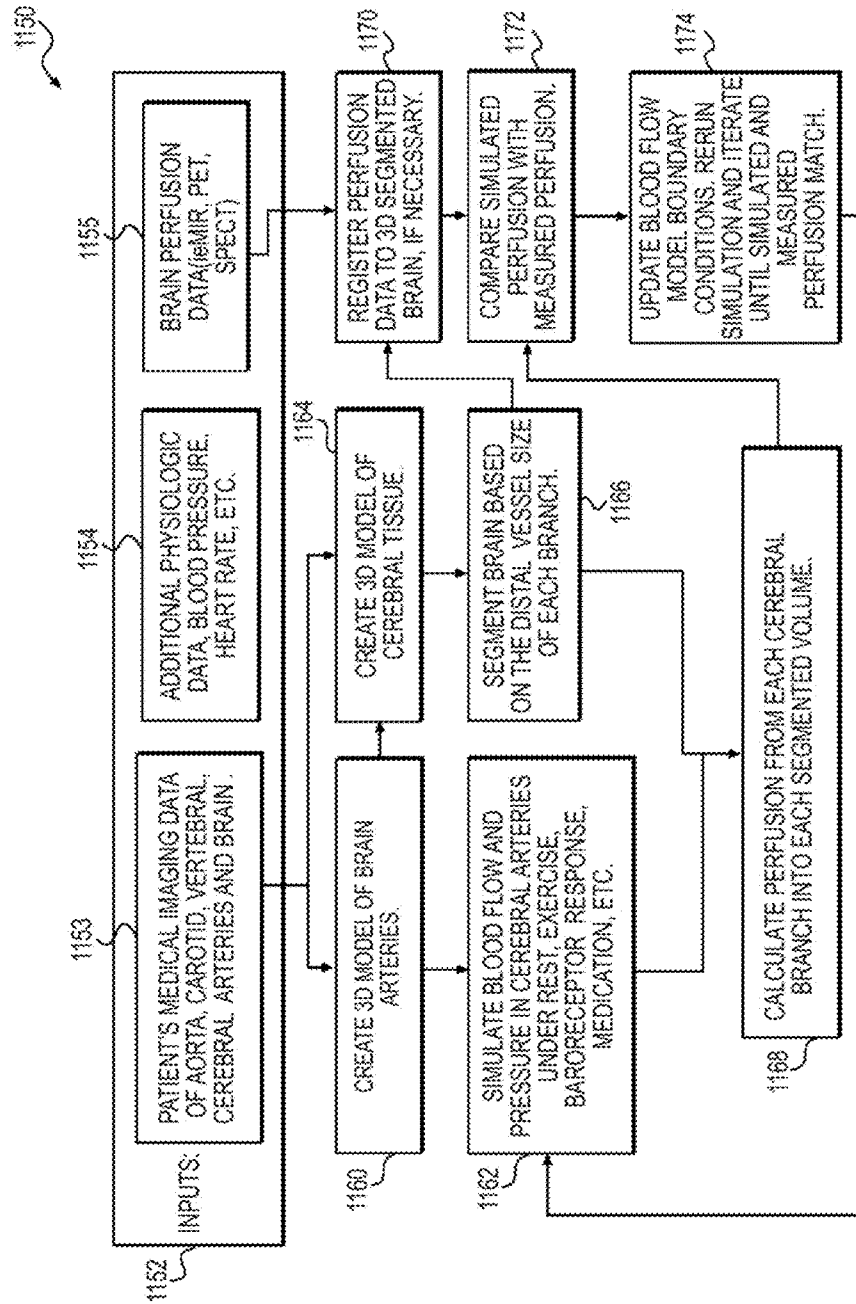 1150
1152
INPUTS:
1153
PATIENT'S MEDICAL IMAGING DATA
OF AORTA, CAROTID, VERTEBRAL,
CEREBRAL ARTERIES AND BRAIN.
1154
ADDITIONAL PHYSIOLOGIC
DATA, BLOOD PRESSURE,
HEART RATE, ETC.
1155
BRAIN PERFUSION
DATA(ieMIR, PET,
SPECT)
1160
CREATE 3D MODEL OF BRAIN
ARTERIES.
1164
CREATE 3D MODEL OF
CEREBRAL TISSUE.
1170
REGISTER PERFUSION
DATA TO 3D SEGMENTED
BRAIN, IF NECESSARY.
1162
SIMULATE BLOOD FLOW AND
PRESSURE IN CEREBRAL ARTERIES
UNDER REST, EXERCISE,
BARORECEPTOR RESPONSE,
MEDICATION, ETC.
1166
SEGMENT BRAIN BASED
ON THE DISTAL VESSEL SIZE
OF EACH BRANCH.
1172
COMPARE SIMULATED
PERFUSION WITH
MEASURED PERFUSION.
1168
CALCULATE PERFUSION FROM EACH CEREBRAL
BRANCH INTO EACH SEGMENTED VOLUME.
1174
UPDATE BLOOD FLOW
MODEL BOUNDARY
CONDITIONS. RERUN
SIMULATION AND ITERATE
UNTIL SIMULATED AND
MEASURED
PERFUSION MATCH.